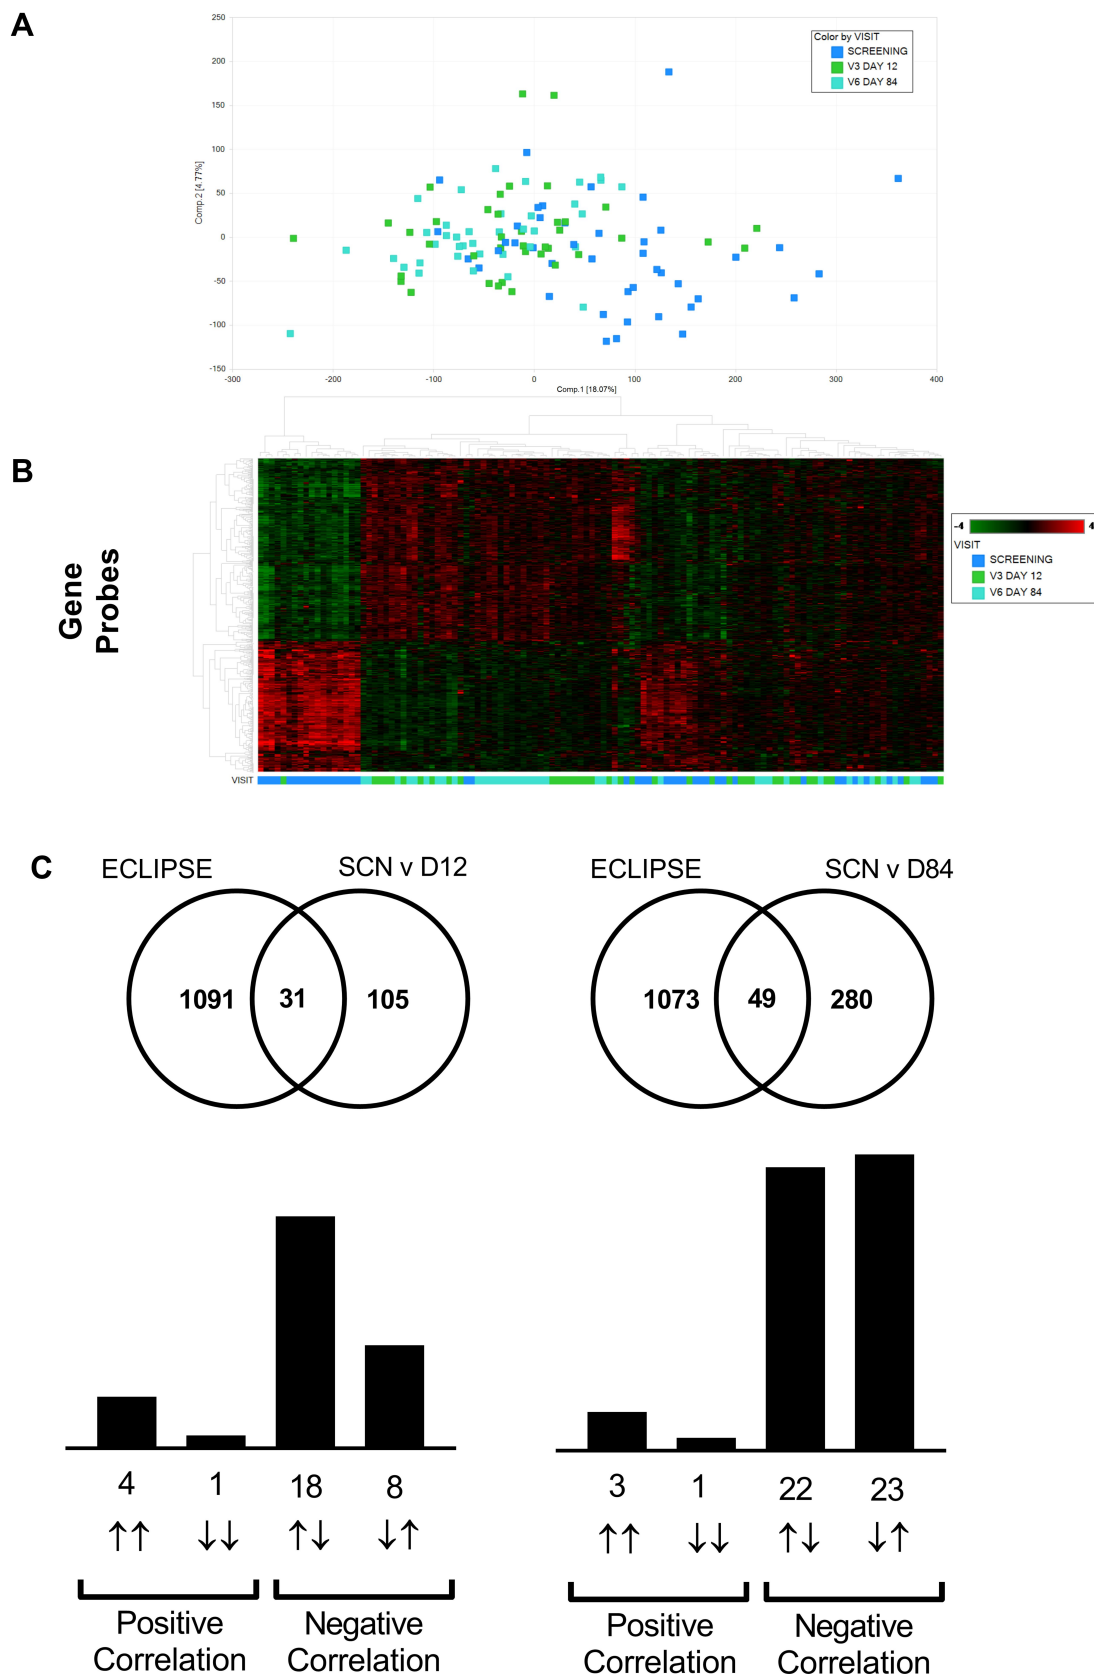 A
250
200
150
100
50
0
-50
-100
-150
Comp.2 [4.77%]
-300 -200 -100 0 100 200 300 400
Comp.1 [18.07%]
Color by VISIT
SCREENING
V3 DAY 12
V6 DAY 84
B
Gene
Probes
VISIT
-4 4
VISIT
SCREENING
V3 DAY 12
V6 DAY 84
C
ECLIPSE SCN v D12
1091 31 105
ECLIPSE SCN v D84
1073 49 280
4 1 18 8
↑↑ ↓↓ ↑↓ ↓↑
Positive
Correlation
Negative
Correlation
3 1 22 23
↑↑ ↓↓ ↑↓ ↓↑
Positive
Correlation
Negative
Correlation